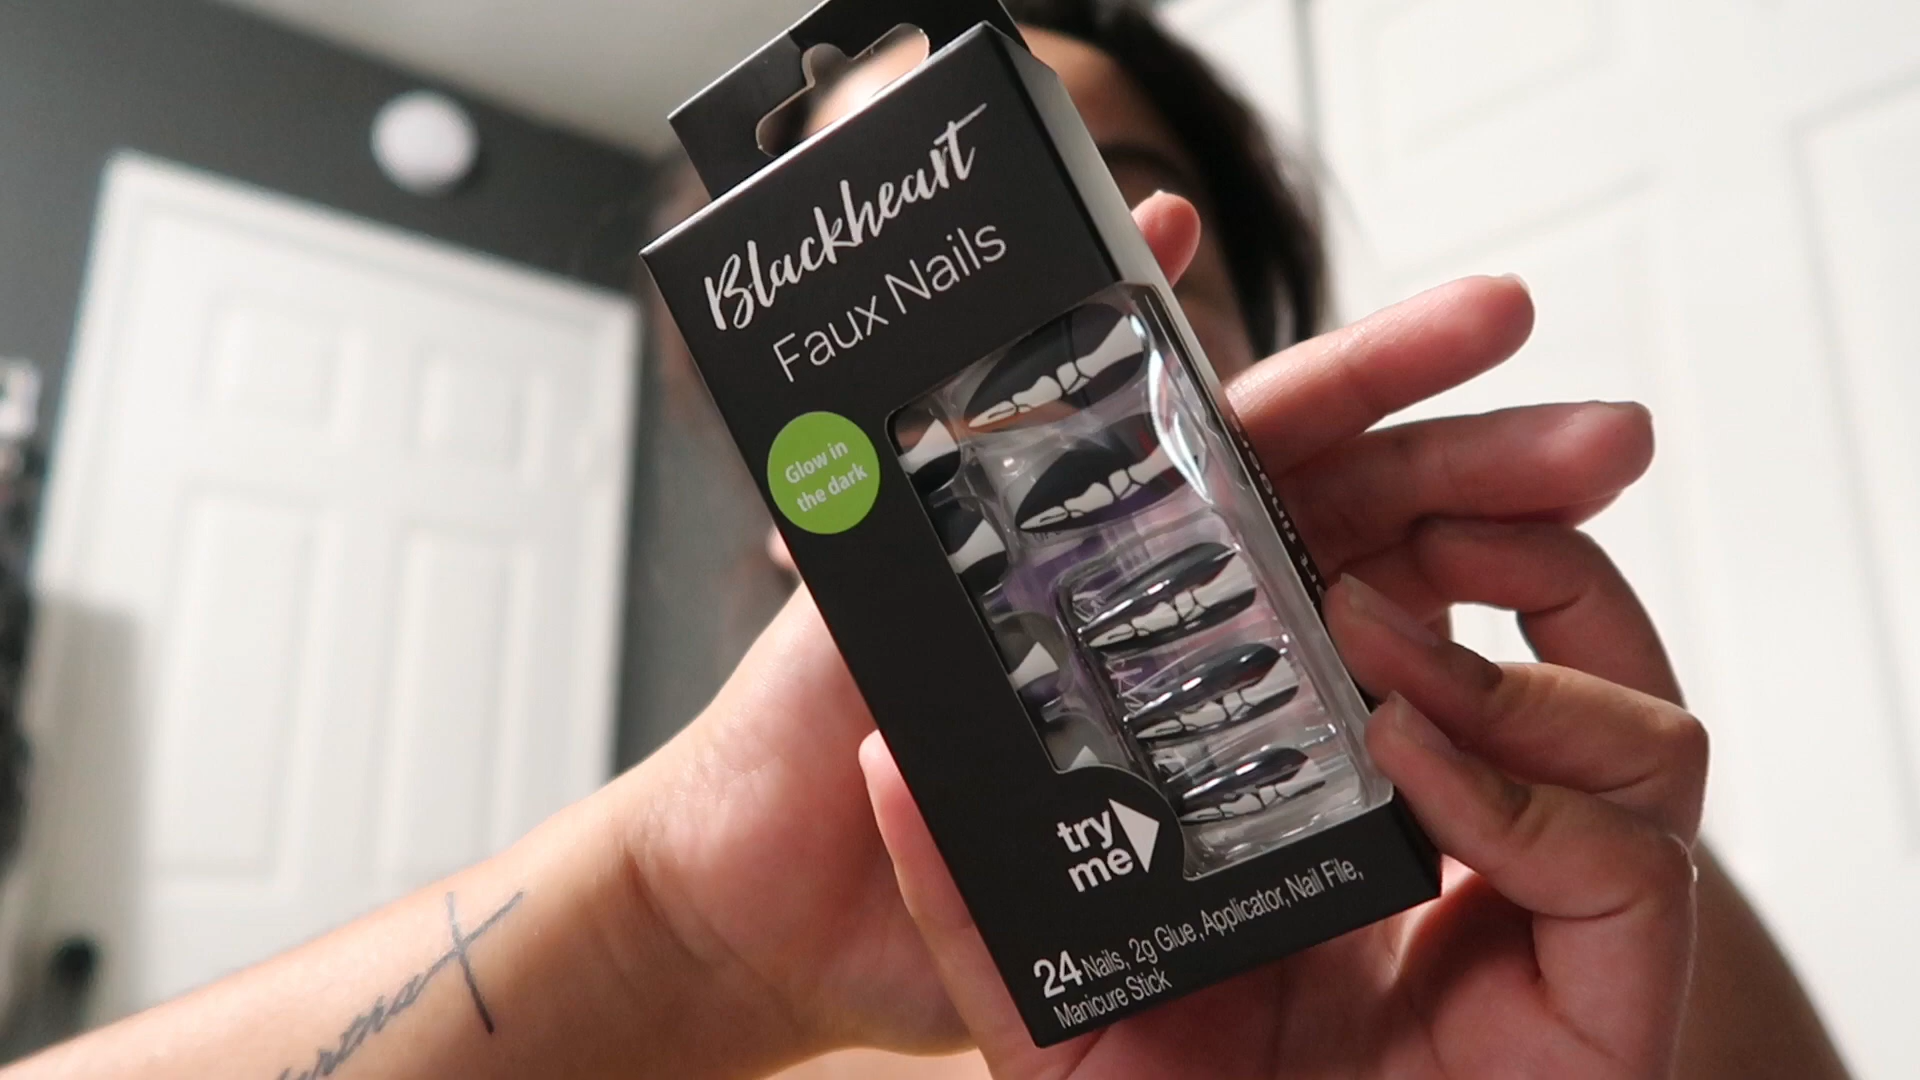 Blackheart
Faux Nails
Glow in
the dark
try
me
24 Nails, 2g Glue, Applicator, Nail File,
Manicure Stick